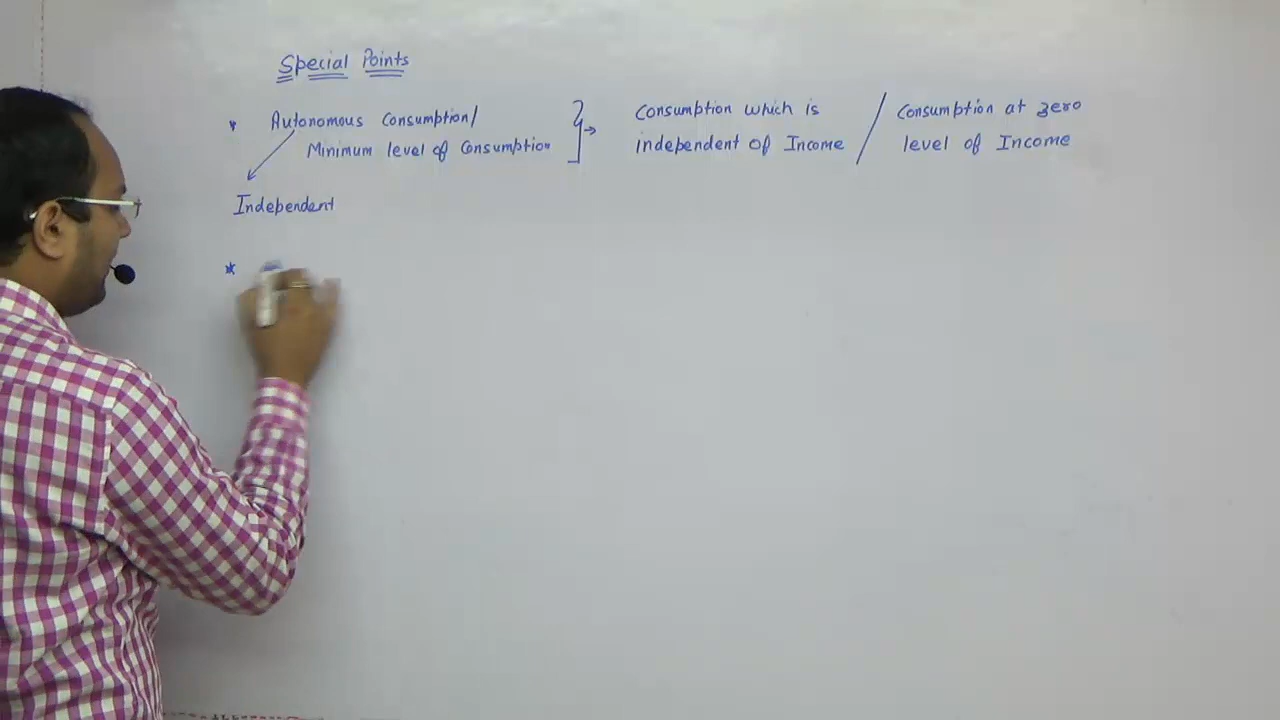 Special Points
* Autonomous Consumption/ Consumption which is / Consumption at zero
Minimum level of Consumption → independent of Income level of Income
Independent
*